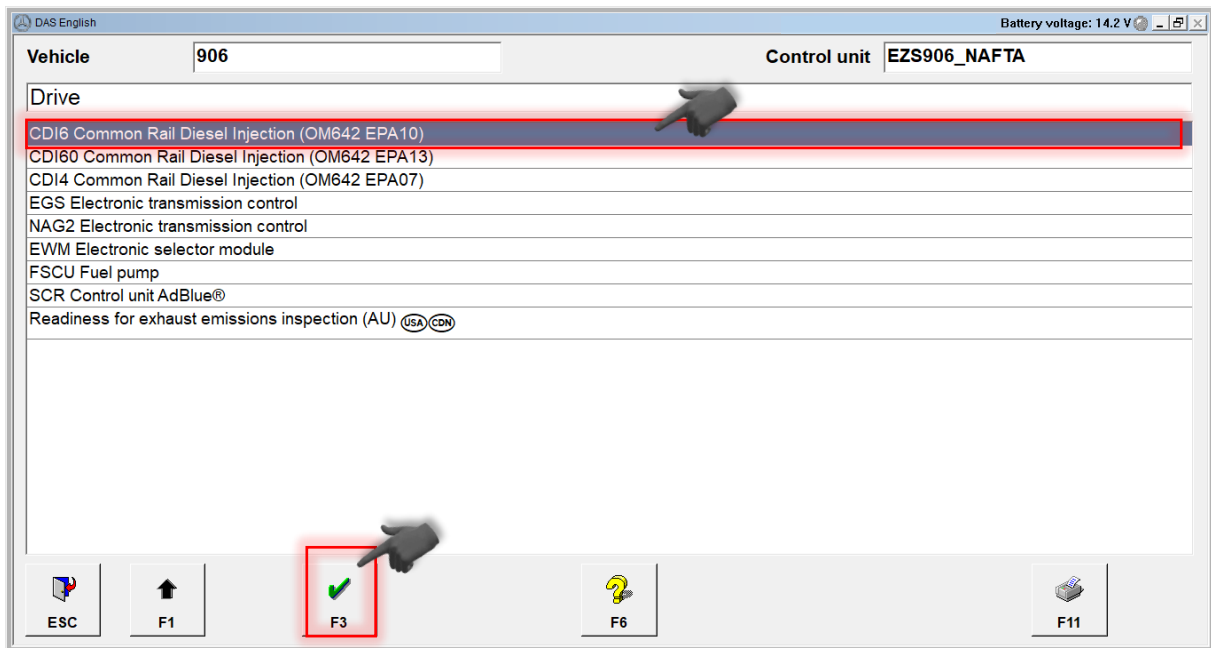 DAS English
Battery voltage: 14.2 V
Vehicle 906 Control unit EZS906_NAFTA
Drive
CDI6 Common Rail Diesel Injection (OM642 EPA10)
CDI60 Common Rail Diesel Injection (OM642 EPA13)
CDI4 Common Rail Diesel Injection (OM642 EPA07)
EGS Electronic transmission control
NAG2 Electronic transmission control
EWM Electronic selector module
FSCU Fuel pump
SCR Control unit AdBlue®
Readiness for exhaust emissions inspection (AU) USA CDN
ESC F1 F3 F6 F11